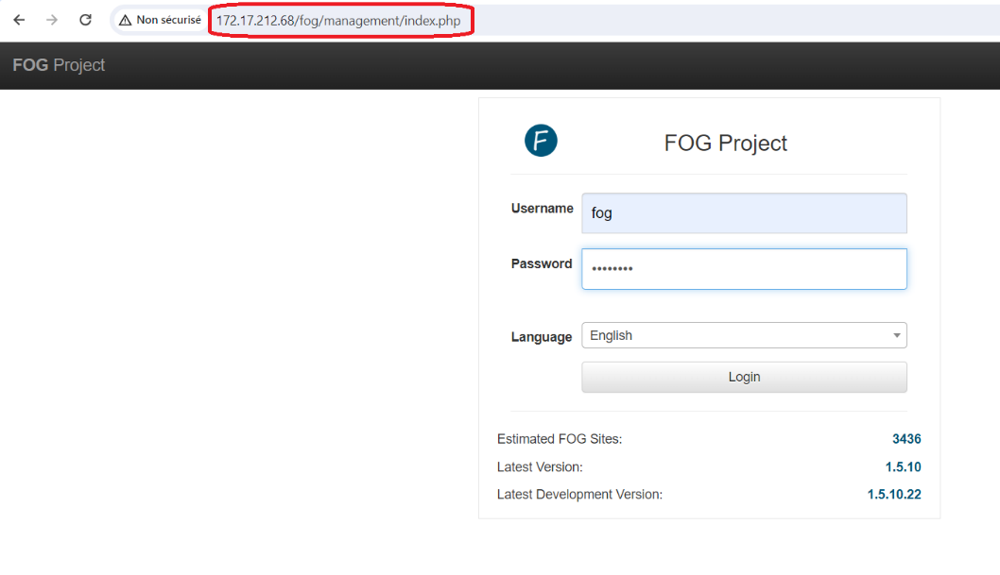 Non sécurisé 172.17.212.68/fog/management/index.php
FOG Project
F FOG Project
Username fog
Password ••••••••
Language English
Login
Estimated FOG Sites: 3436
Latest Version: 1.5.10
Latest Development Version: 1.5.10.22